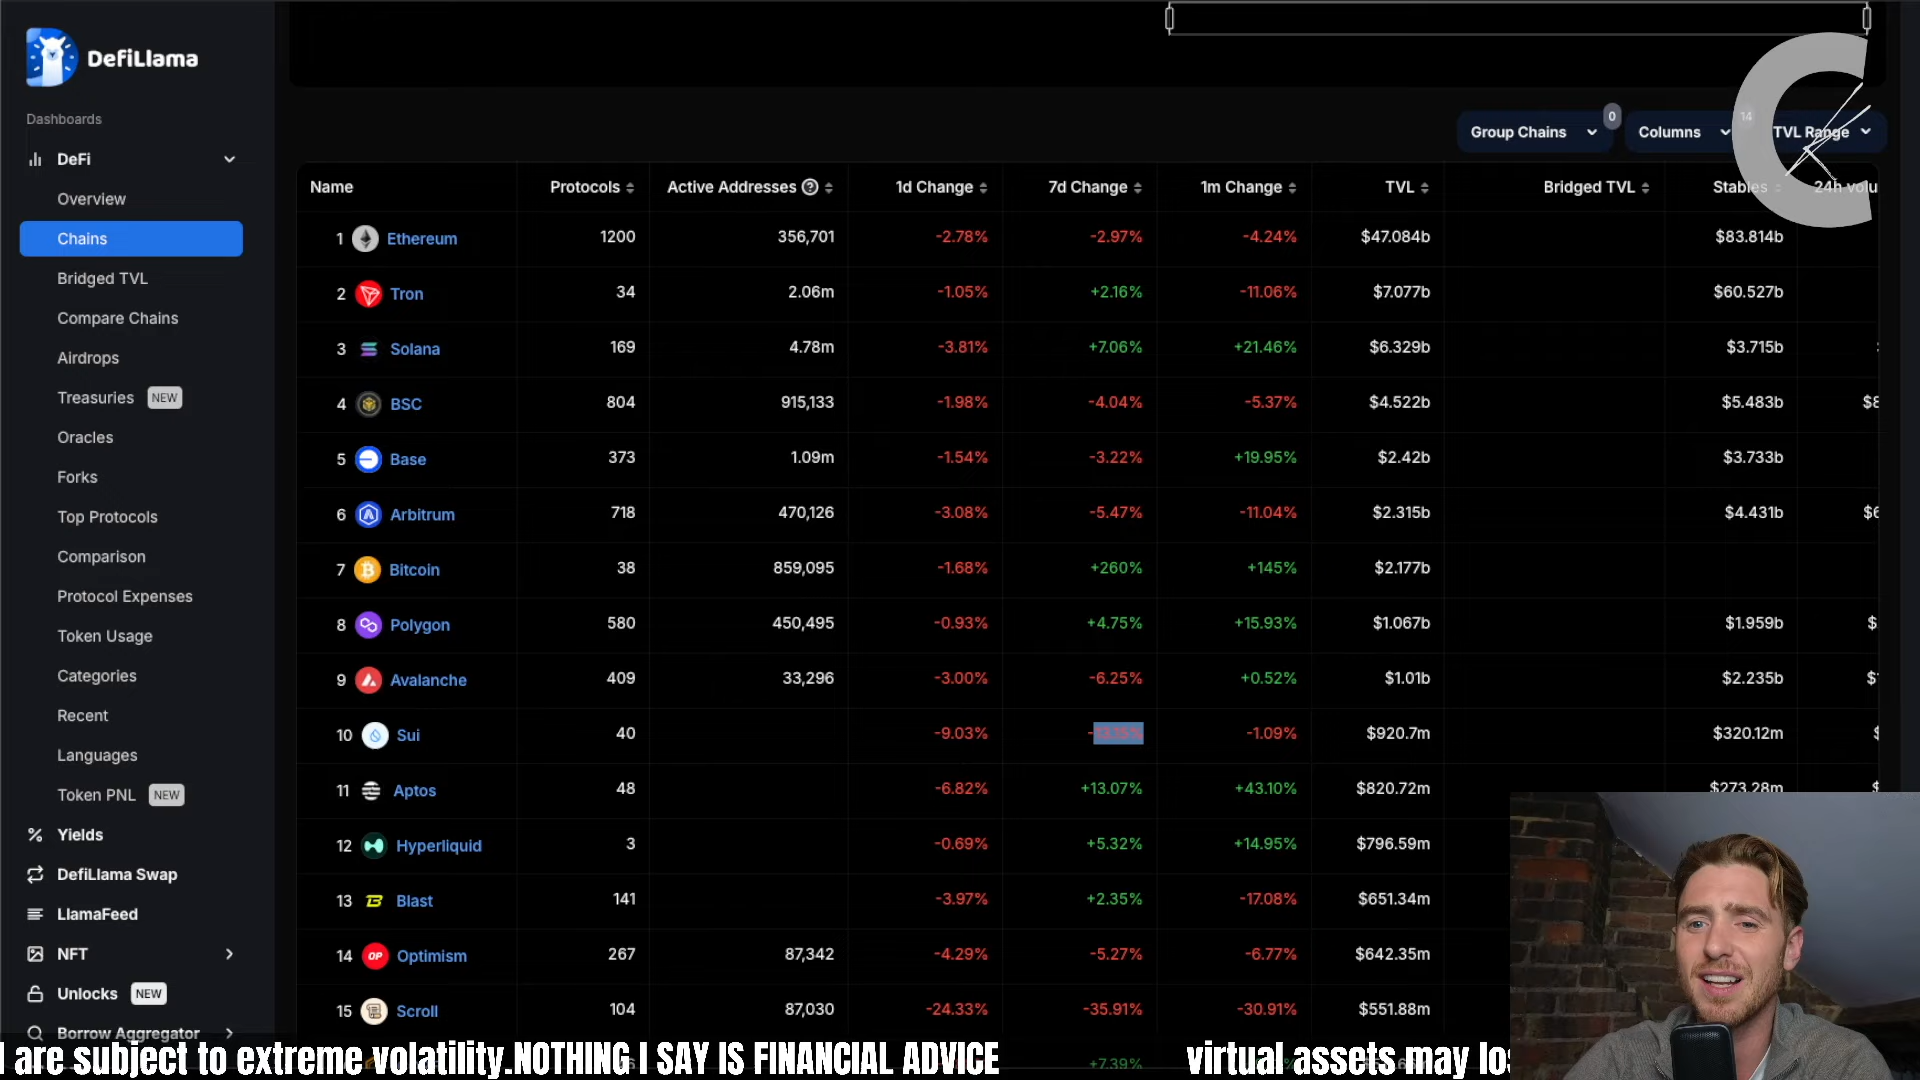 DefiLlama
Dashboards
DeFi
Overview
Chains
Bridged TVL
Compare Chains
Airdrops
Treasuries NEW
Oracles
Forks
Top Protocols
Comparison
Protocol Expenses
Token Usage
Categories
Recent
Languages
Token PNL NEW
Yields
DefiLlama Swap
LlamaFeed
NFT
Unlocks NEW
Borrow Aggregator
Group Chains 0 Columns 14 TVL Range
Name Protocols Active Addresses 1d Change 7d Change 1m Change TVL Bridged TVL Stables 24h volu
1 Ethereum 1200 356,701 -2.78% -2.97% -4.24% $47.084b $83.814b
2 Tron 34 2.06m -1.05% +2.16% -11.06% $7.077b $60.527b
3 Solana 169 4.78m -3.81% +7.06% +21.46% $6.329b $3.715b
4 BSC 804 915,133 -1.98% -4.04% -5.37% $4.522b $5.483b $8
5 Base 373 1.09m -1.54% -3.22% +19.95% $2.42b $3.733b
6 Arbitrum 718 470,126 -3.08% -5.47% -11.04% $2.315b $4.431b $6
7 Bitcoin 38 859,095 -1.68% +260% +145% $2.177b
8 Polygon 580 450,495 -0.93% +4.75% +15.93% $1.067b $1.959b $
9 Avalanche 409 33,296 -3.00% -6.25% +0.52% $1.01b $2.235b $
10 Sui 40 -9.03% -1.09% $920.7m $320.12m $
11 Aptos 48 -6.82% +13.07% +43.10% $820.72m $273.28m $
12 Hyperliquid 3 -0.69% +5.32% +14.95% $796.59m
13 Blast 141 -3.97% +2.35% -17.08% $651.34m
14 Optimism 267 87,342 -4.29% -5.27% -6.77% $642.35m
15 Scroll 104 87,030 -24.33% -35.91% -30.91% $551.88m
+7.39%
are subject to extreme volatility.NOTHING I SAY IS FINANCIAL ADVICE virtual assets may lo